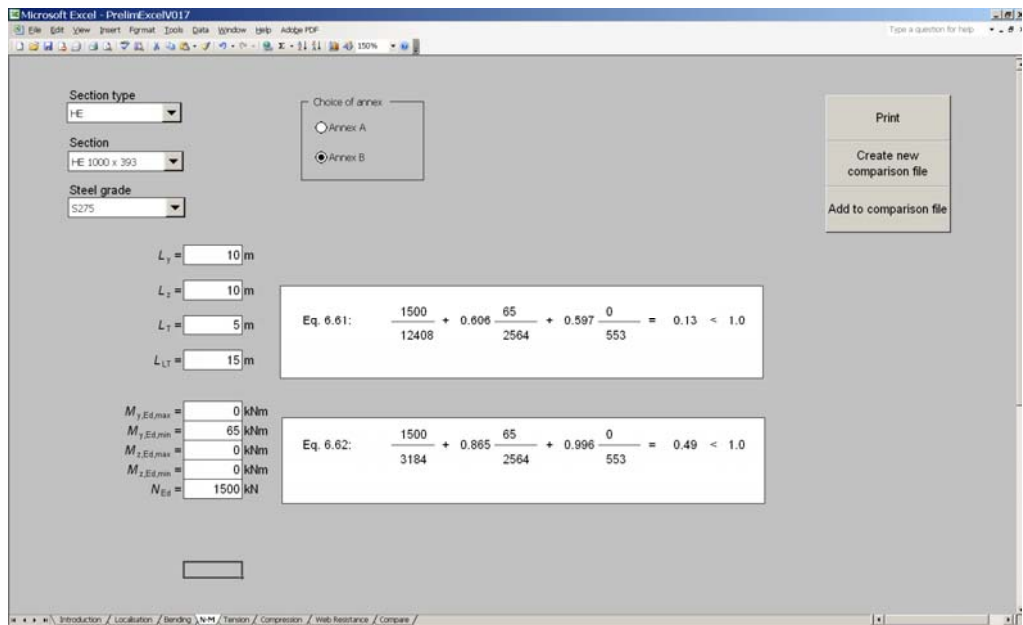 Microsoft Excel - PrelimExcelV017
File Edit View Insert Format Tools Data Window Help Adobe PDF
Type a question for help
150%
Section type
HE
Section
HE 1000 x 393
Steel grade
S275
Choice of annex
Annex A
Annex B
Print
Create new
comparison file
Add to comparison file
Ly = 10 m
Lz = 10 m
LT = 5 m
LLT = 15 m
Eq. 6.61: 1500/12408 + 0.606 65/2564 + 0.597 0/553 = 0.13 < 1.0
My,Ed,max = 0 kNm
My,Ed,min = 65 kNm
Mz,Ed,max = 0 kNm
Mz,Ed,min = 0 kNm
NEd = 1500 kN
Eq. 6.62: 1500/3184 + 0.865 65/2564 + 0.996 0/553 = 0.49 < 1.0
Introduction / Localisation / Bending \ N-M / Tension / Compression / Web Resistance / Compare /